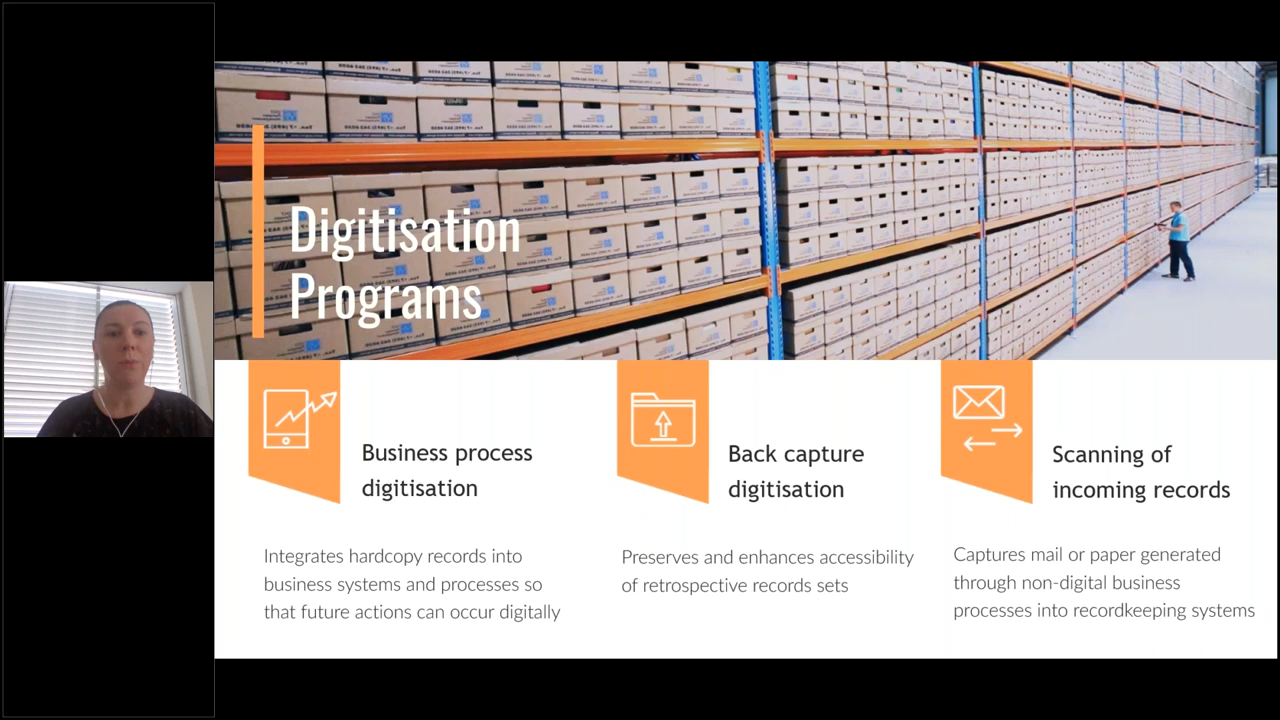 Digitisation
Programs
Business process
digitisation
Integrates hardcopy records into
business systems and processes so
that future actions can occur digitally
Back capture
digitisation
Preserves and enhances accessibility
of retrospective records sets
Scanning of
incoming records
Captures mail or paper generated
through non-digital business
processes into recordkeeping systems